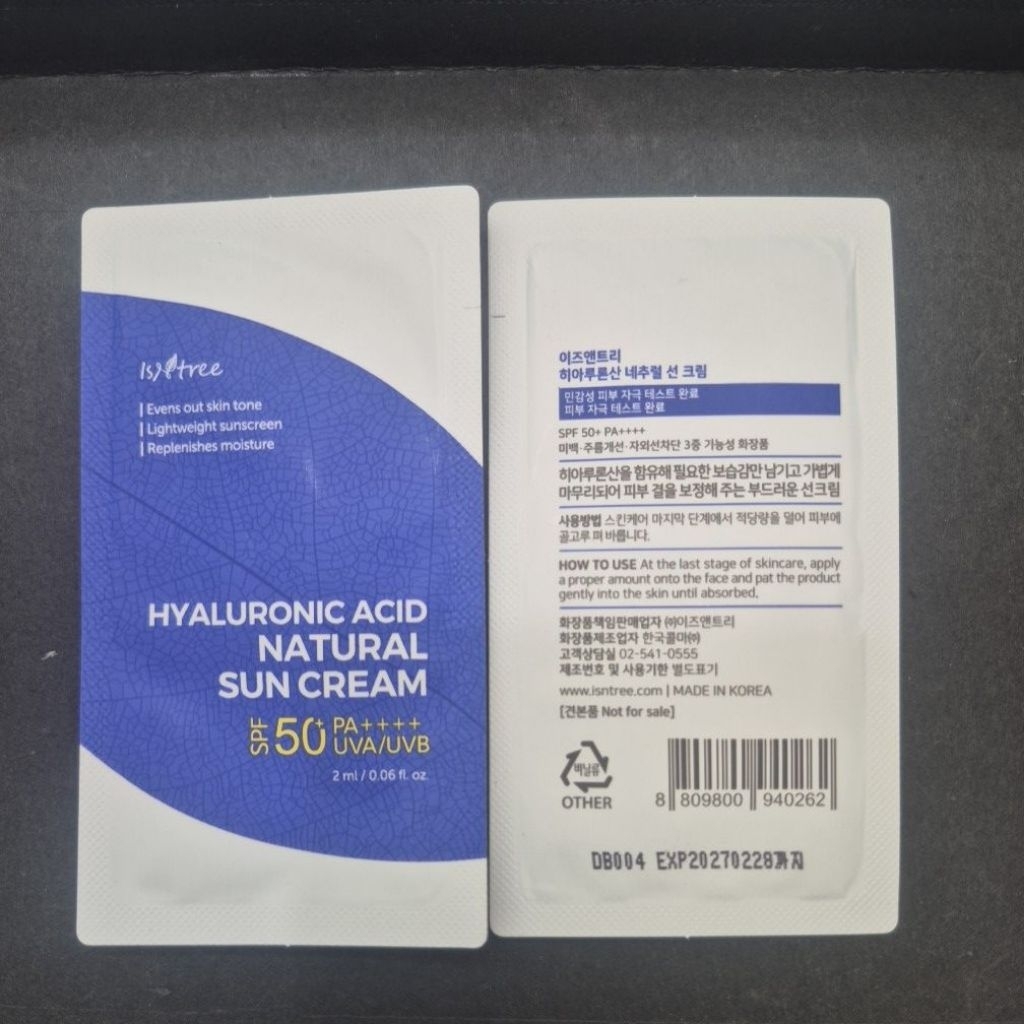 Isntree
Evens out skin tone
Lightweight sunscreen
Replenishes moisture
HYALURONIC ACID
NATURAL
SUN CREAM
SPF 50+ PA++++
UVA/UVB
2 ml / 0.06 fl. oz.
이즈앤트리
히아루론산 네추럴 선 크림
민감성 피부 자극 테스트 완료
피부 자극 테스트 완료
SPF 50+ PA++++
미백·주름개선·자외선차단 3중 기능성 화장품
히아루론산을 함유해 필요한 보습감만 남기고 가볍게
마무리되어 피부 결을 보정해 주는 부드러운 선크림
사용방법 스킨케어 마지막 단계에서 적당량을 덜어 피부에
골고루 펴 바릅니다.
HOW TO USE At the last stage of skincare, apply
a proper amount onto the face and pat the product
gently into the skin until absorbed.
화장품책임판매업자 ㈜이즈앤트리
화장품제조업자 한국콜마㈜
고객상담실 02-541-0555
제조번호 및 사용기한 별도표기
www.isntree.com | MADE IN KOREA
[견본품 Not for sale]
비닐류
OTHER
8 809800 940262
DB004 EXP20270228까지